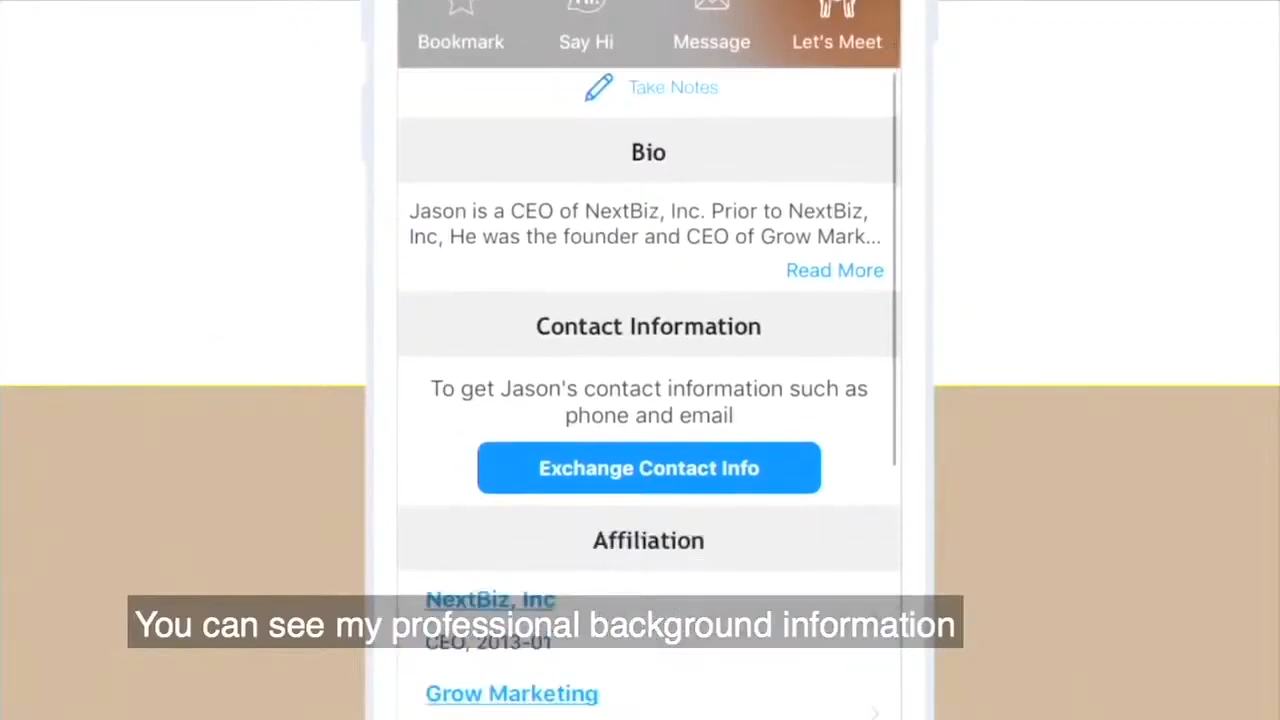 Bookmark Say Hi Message Let's Meet
Take Notes
Bio
Jason is a CEO of NextBiz, Inc. Prior to NextBiz,
Inc, He was the founder and CEO of Grow Mark...
Read More
Contact Information
To get Jason's contact information such as
phone and email
Exchange Contact Info
Affiliation
NextBiz, Inc
You can see my professional background information
CEO, 2013-01
Grow Marketing